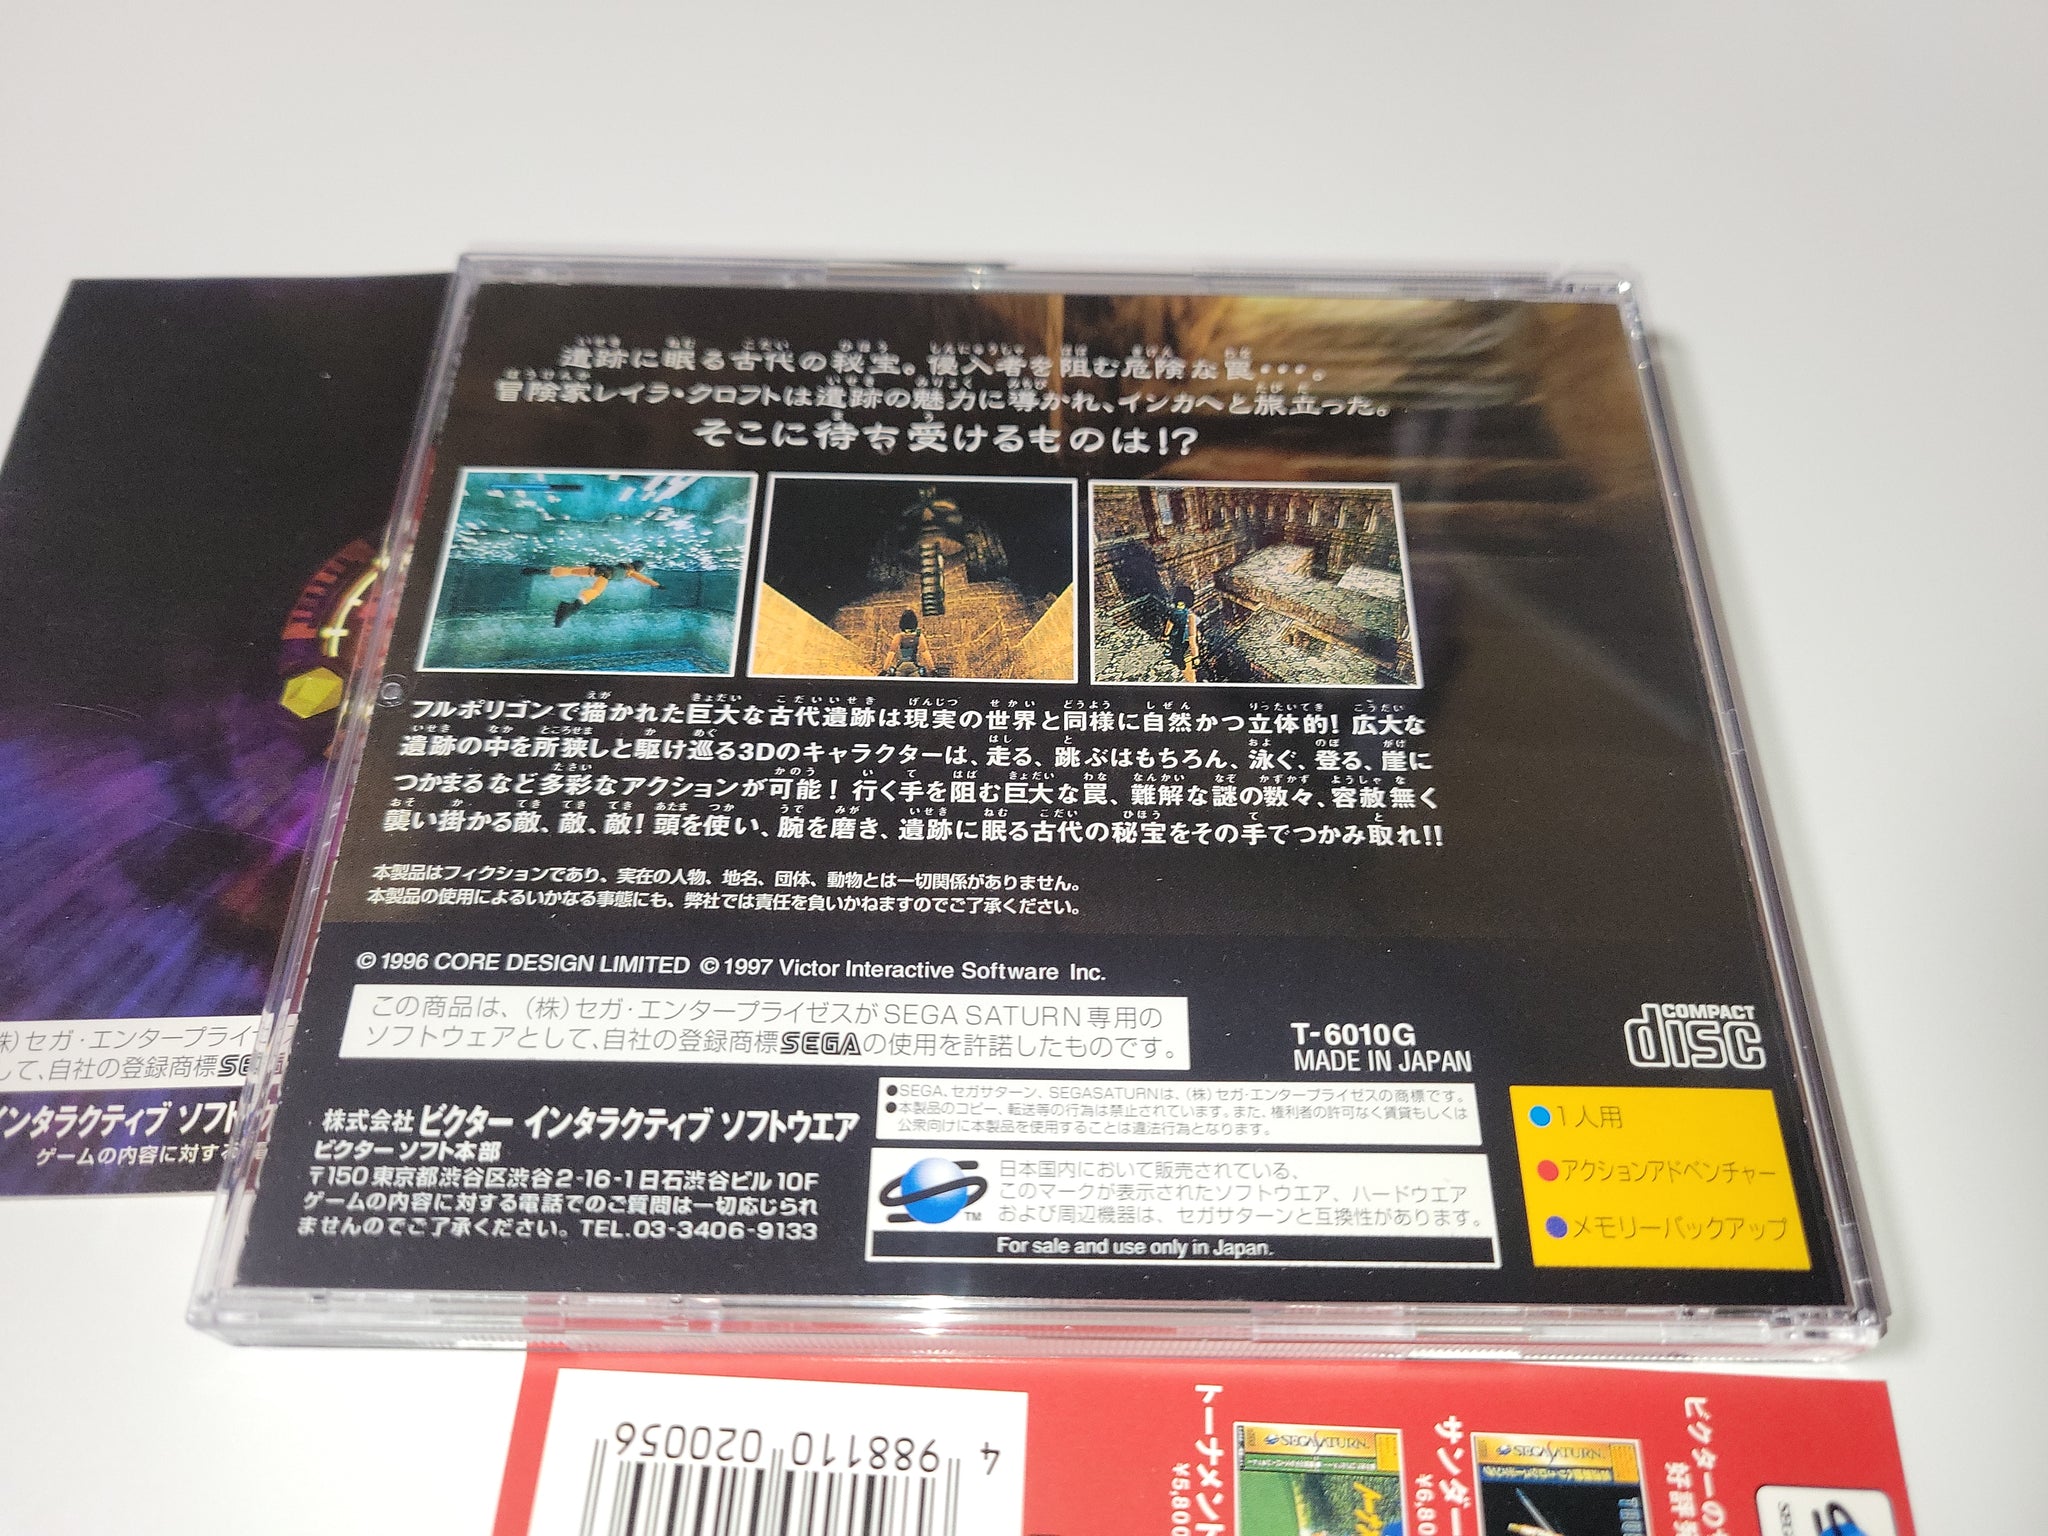 遺跡に眠る古代の秘宝。侵入者を阻む危険な罠・・・。
冒険家レイラ・クロフトは遺跡の魅力に導かれ、インカへと旅立った。
そこに待ち受けるものは!?
フルポリゴンで描かれた巨大な古代遺跡は現実の世界と同様に自然かつ立体的! 広大な
遺跡の中を所狭しと駆け巡る3Dのキャラクターは、走る、跳ぶはもちろん、泳ぐ、登る、崖に
つかまるなど多彩なアクションが可能! 行く手を阻む巨大な罠、難解な謎の数々、容赦無く
襲い掛かる敵、敵、敵! 頭を使い、腕を磨き、遺跡に眠る古代の秘宝をその手でつかみ取れ!!
本製品はフィクションであり、実在の人物、地名、団体、動物とは一切関係がありません。
本製品の使用によるいかなる事態にも、弊社では責任を負いかねますのでご了承ください。
© 1996 CORE DESIGN LIMITED © 1997 Victor Interactive Software Inc.
この商品は、(株)セガ・エンタープライゼスがSEGA SATURN専用の
ソフトウェアとして、自社の登録商標SEGAの使用を許諾したものです。
T-6010G
MADE IN JAPAN
COMPACT
disc
株式会社ビクター インタラクティブ ソフトウエア
ビクター ソフト本部
〒150 東京都渋谷区渋谷2-16-1日石渋谷ビル10F
ゲームの内容に対する電話でのご質問は一切応じられ
ませんのでご了承ください。TEL.03-3406-9133
●SEGA、セガサターン、SEGASATURNは、(株)セガ・エンタープライゼスの商標です。
●本製品のコピー、転送等の行為は禁止されています。また、権利者の許可なく賃貸もしくは
公衆向けに本製品を使用することは違法行為となります。
日本国内において販売されている、
このマークが表示されたソフトウエア、ハードウエア
および周辺機器は、セガサターンと互換性があります。
TM
For sale and use only in Japan.
●1人用
●アクションアドベンチャー
●メモリーバックアップ
株)セガ・エンタープライゼス
して、自社の登録商標SE
インタラクティブ ソフト
ゲームの内容に対する
4 988110 020056
トーナメント
¥5,800
SEGA SATURN
サンダー
¥6,80
SEGA SATURN
ビクターの
好評